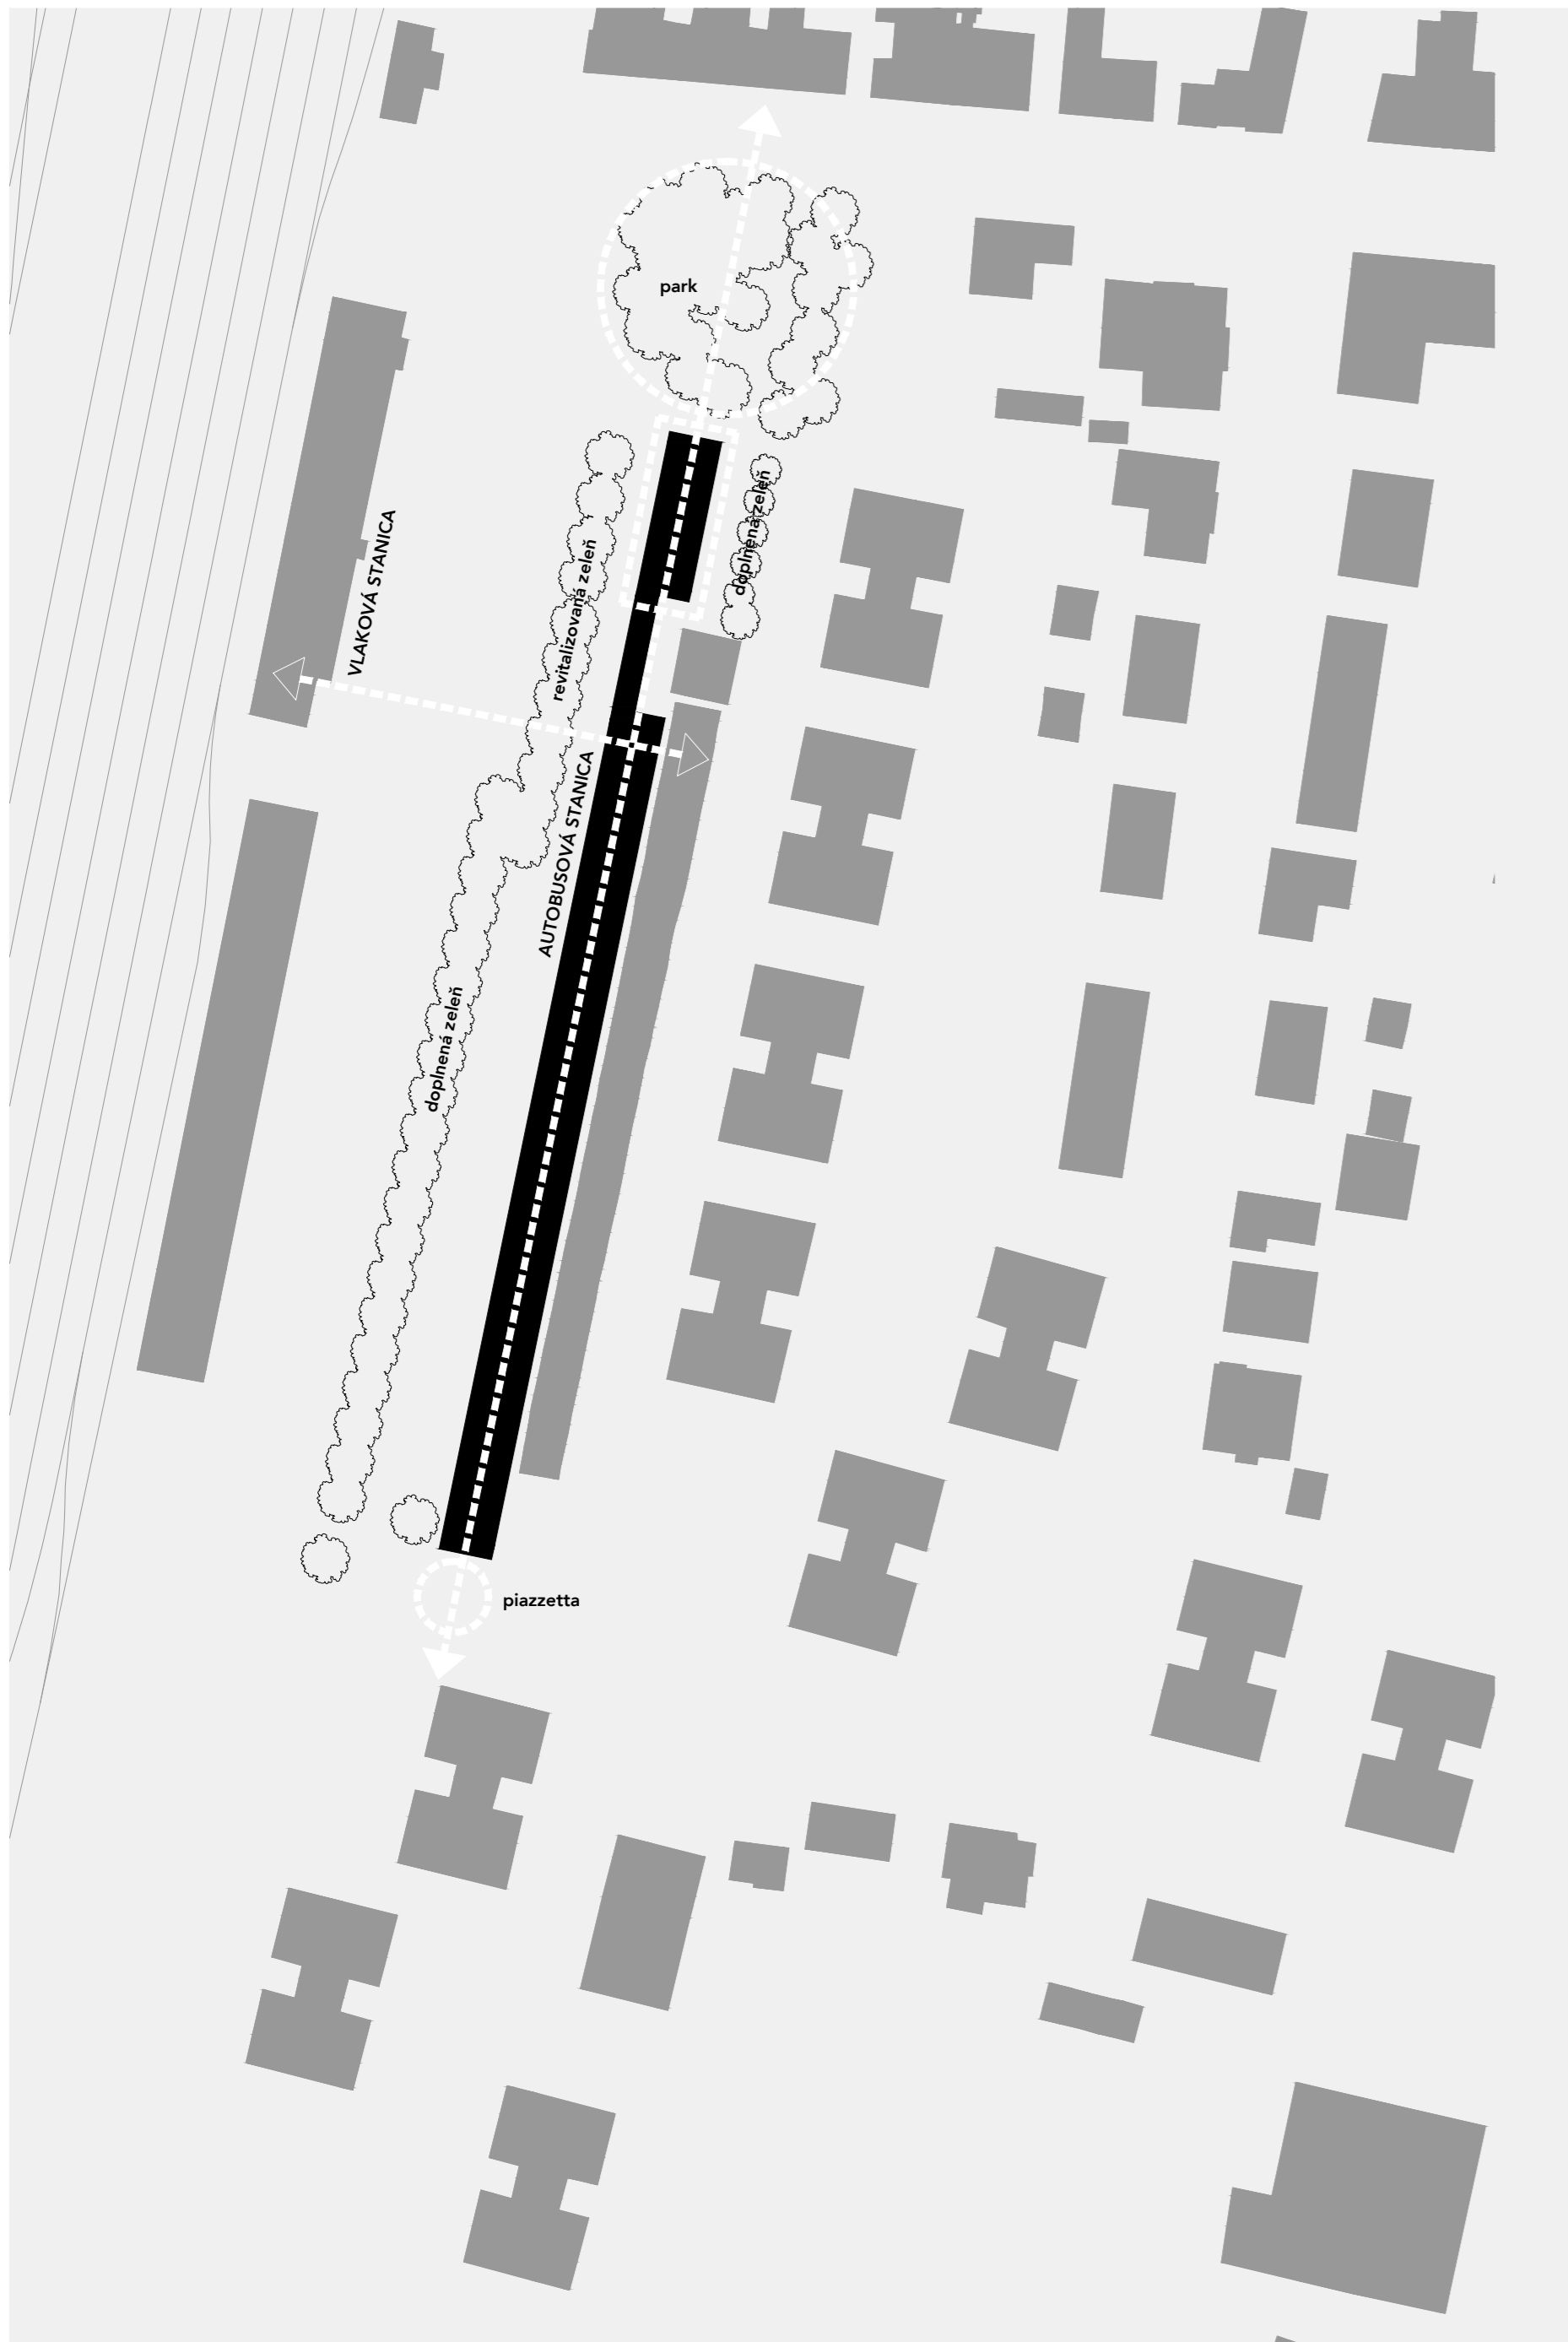 park
doplnená zeleň
revitalizovaná zeleň
VLAKOVÁ STANICA
AUTOBUSOVÁ STANICA
doplnená zeleň
piazzetta